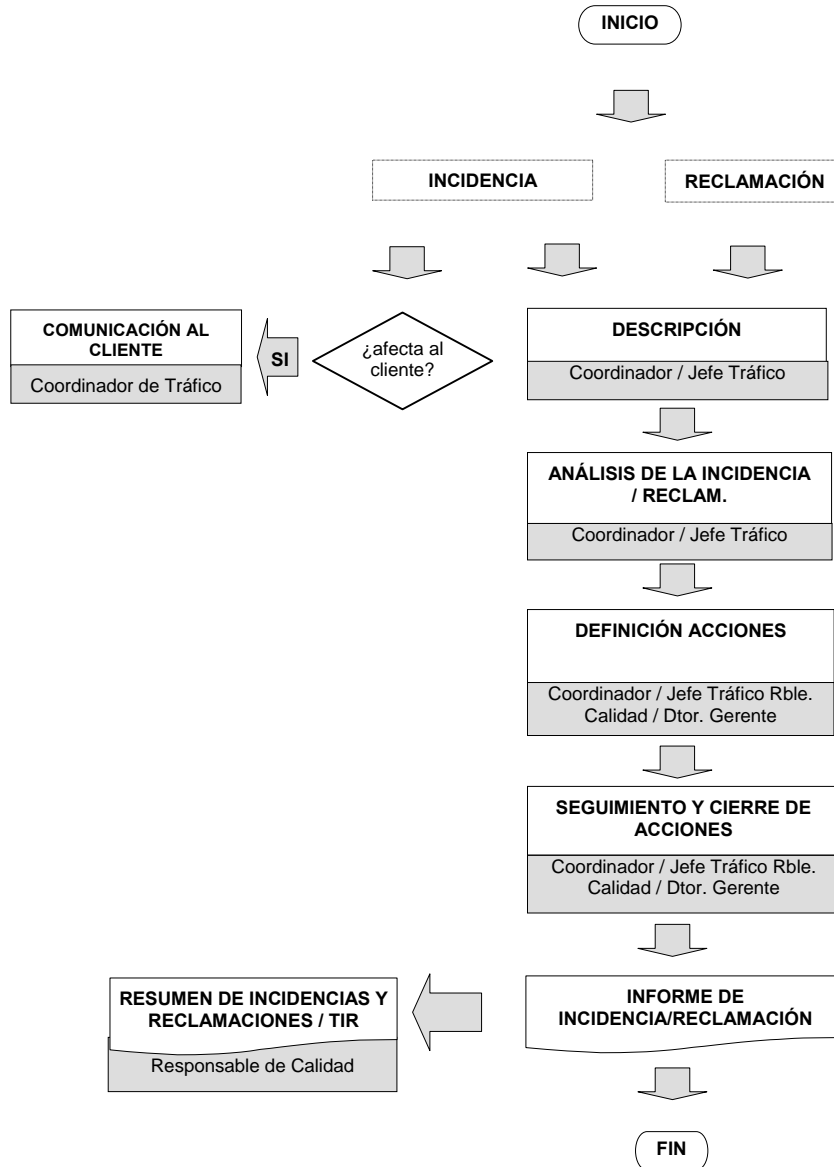 INICIO
INCIDENCIA
RECLAMACIÓN
COMUNICACIÓN AL
CLIENTE
Coordinador de Tráfico
SI
¿afecta al
cliente?
DESCRIPCIÓN
Coordinador / Jefe Tráfico
ANÁLISIS DE LA INCIDENCIA
/ RECLAM.
Coordinador / Jefe Tráfico
DEFINICIÓN ACCIONES
Coordinador / Jefe Tráfico Rble.
Calidad / Dtor. Gerente
SEGUIMIENTO Y CIERRE DE
ACCIONES
Coordinador / Jefe Tráfico Rble.
Calidad / Dtor. Gerente
RESUMEN DE INCIDENCIAS Y
RECLAMACIONES / TIR
Responsable de Calidad
INFORME DE
INCIDENCIA/RECLAMACIÓN
FIN